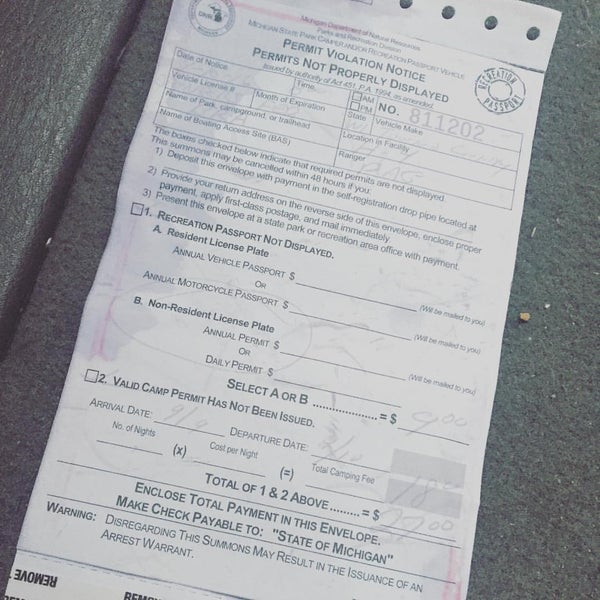 Michigan Department of Natural Resources
Parks and Recreation Division
MICHIGAN STATE PARK CAMPER AND/OR RECREATION PASSPORT VEHICLE
PERMIT VIOLATION NOTICE
PERMITS NOT PROPERLY DISPLAYED
Issued by authority of Act 451, P.A. 1994, as amended.
RECREATION PASSPORT
DNR
MICHIGAN
Date of Notice
Time
AM
PM
NO. 811202
Vehicle License #
Month of Expiration
State
Vehicle Make
Name of Park, campground, or trailhead
Location in Facility
Name of Boating Access Site (BAS)
Ranger
The boxes checked below indicate that required permits are not displayed.
This summons may be cancelled within 48 hours if you:
1) Deposit this envelope with payment in the self-registration drop pipe located at
2) Provide your return address on the reverse side of this envelope, enclose proper
payment, apply first-class postage, and mail immediately
3) Present this envelope at a state park or recreation area office with payment.
1. RECREATION PASSPORT NOT DISPLAYED.
A. Resident License Plate
ANNUAL VEHICLE PASSPORT $
OR
(Will be mailed to you)
ANNUAL MOTORCYCLE PASSPORT $
(Will be mailed to you)
B. Non-Resident License Plate
ANNUAL PERMIT $
OR
(Will be mailed to you)
DAILY PERMIT $
SELECT A OR B .................. = $ 9.00
2. VALID CAMP PERMIT HAS NOT BEEN ISSUED.
ARRIVAL DATE:
DEPARTURE DATE:
No. of Nights
(x)
Cost per Night
(=)
Total Camping Fee
18
TOTAL OF 1 & 2 ABOVE......... = $ 27.00
ENCLOSE TOTAL PAYMENT IN THIS ENVELOPE.
MAKE CHECK PAYABLE TO: "STATE OF MICHIGAN"
WARNING: DISREGARDING THIS SUMMONS MAY RESULT IN THE ISSUANCE OF AN
ARREST WARRANT.
REMOVE